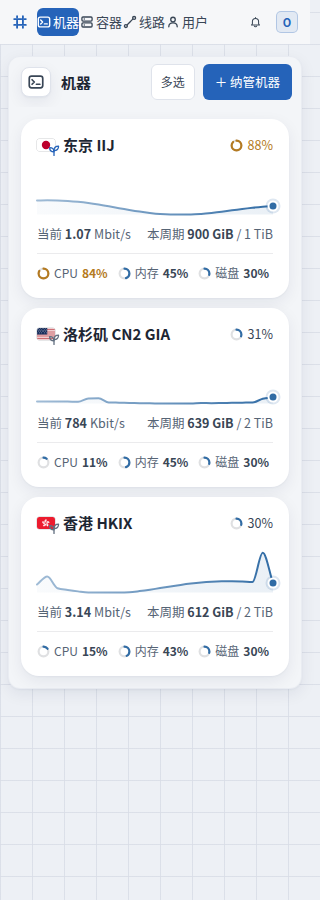 机器 容器 线路 用户 O
机器 多选 ＋ 纳管机器
东京 IIJ 88%
当前 1.07 Mbit/s 本周期 900 GiB / 1 TiB
CPU 84% 内存 45% 磁盘 30%
洛杉矶 CN2 GIA 31%
当前 784 Kbit/s 本周期 639 GiB / 2 TiB
CPU 11% 内存 45% 磁盘 30%
香港 HKIX 30%
当前 3.14 Mbit/s 本周期 612 GiB / 2 TiB
CPU 15% 内存 43% 磁盘 30%